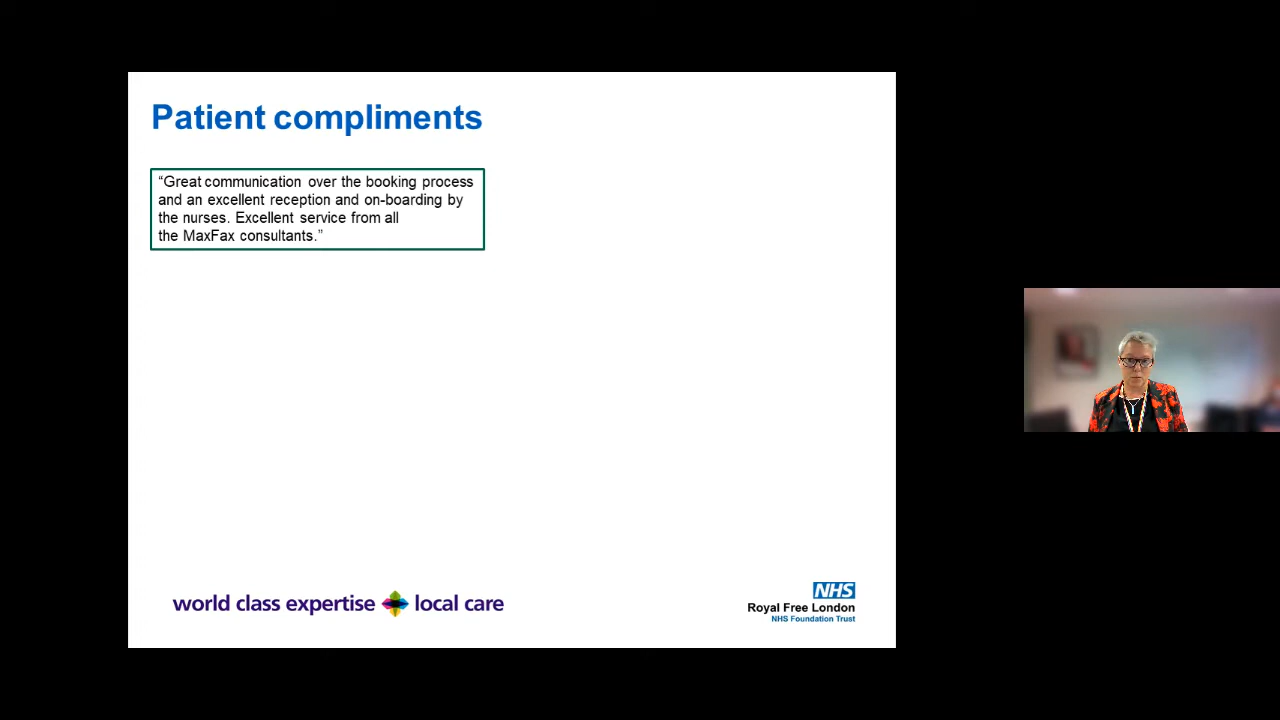 Patient compliments
“Great communication over the booking process
and an excellent reception and on-boarding by
the nurses. Excellent service from all
the MaxFax consultants.”
world class expertise local care
NHS
Royal Free London
NHS Foundation Trust